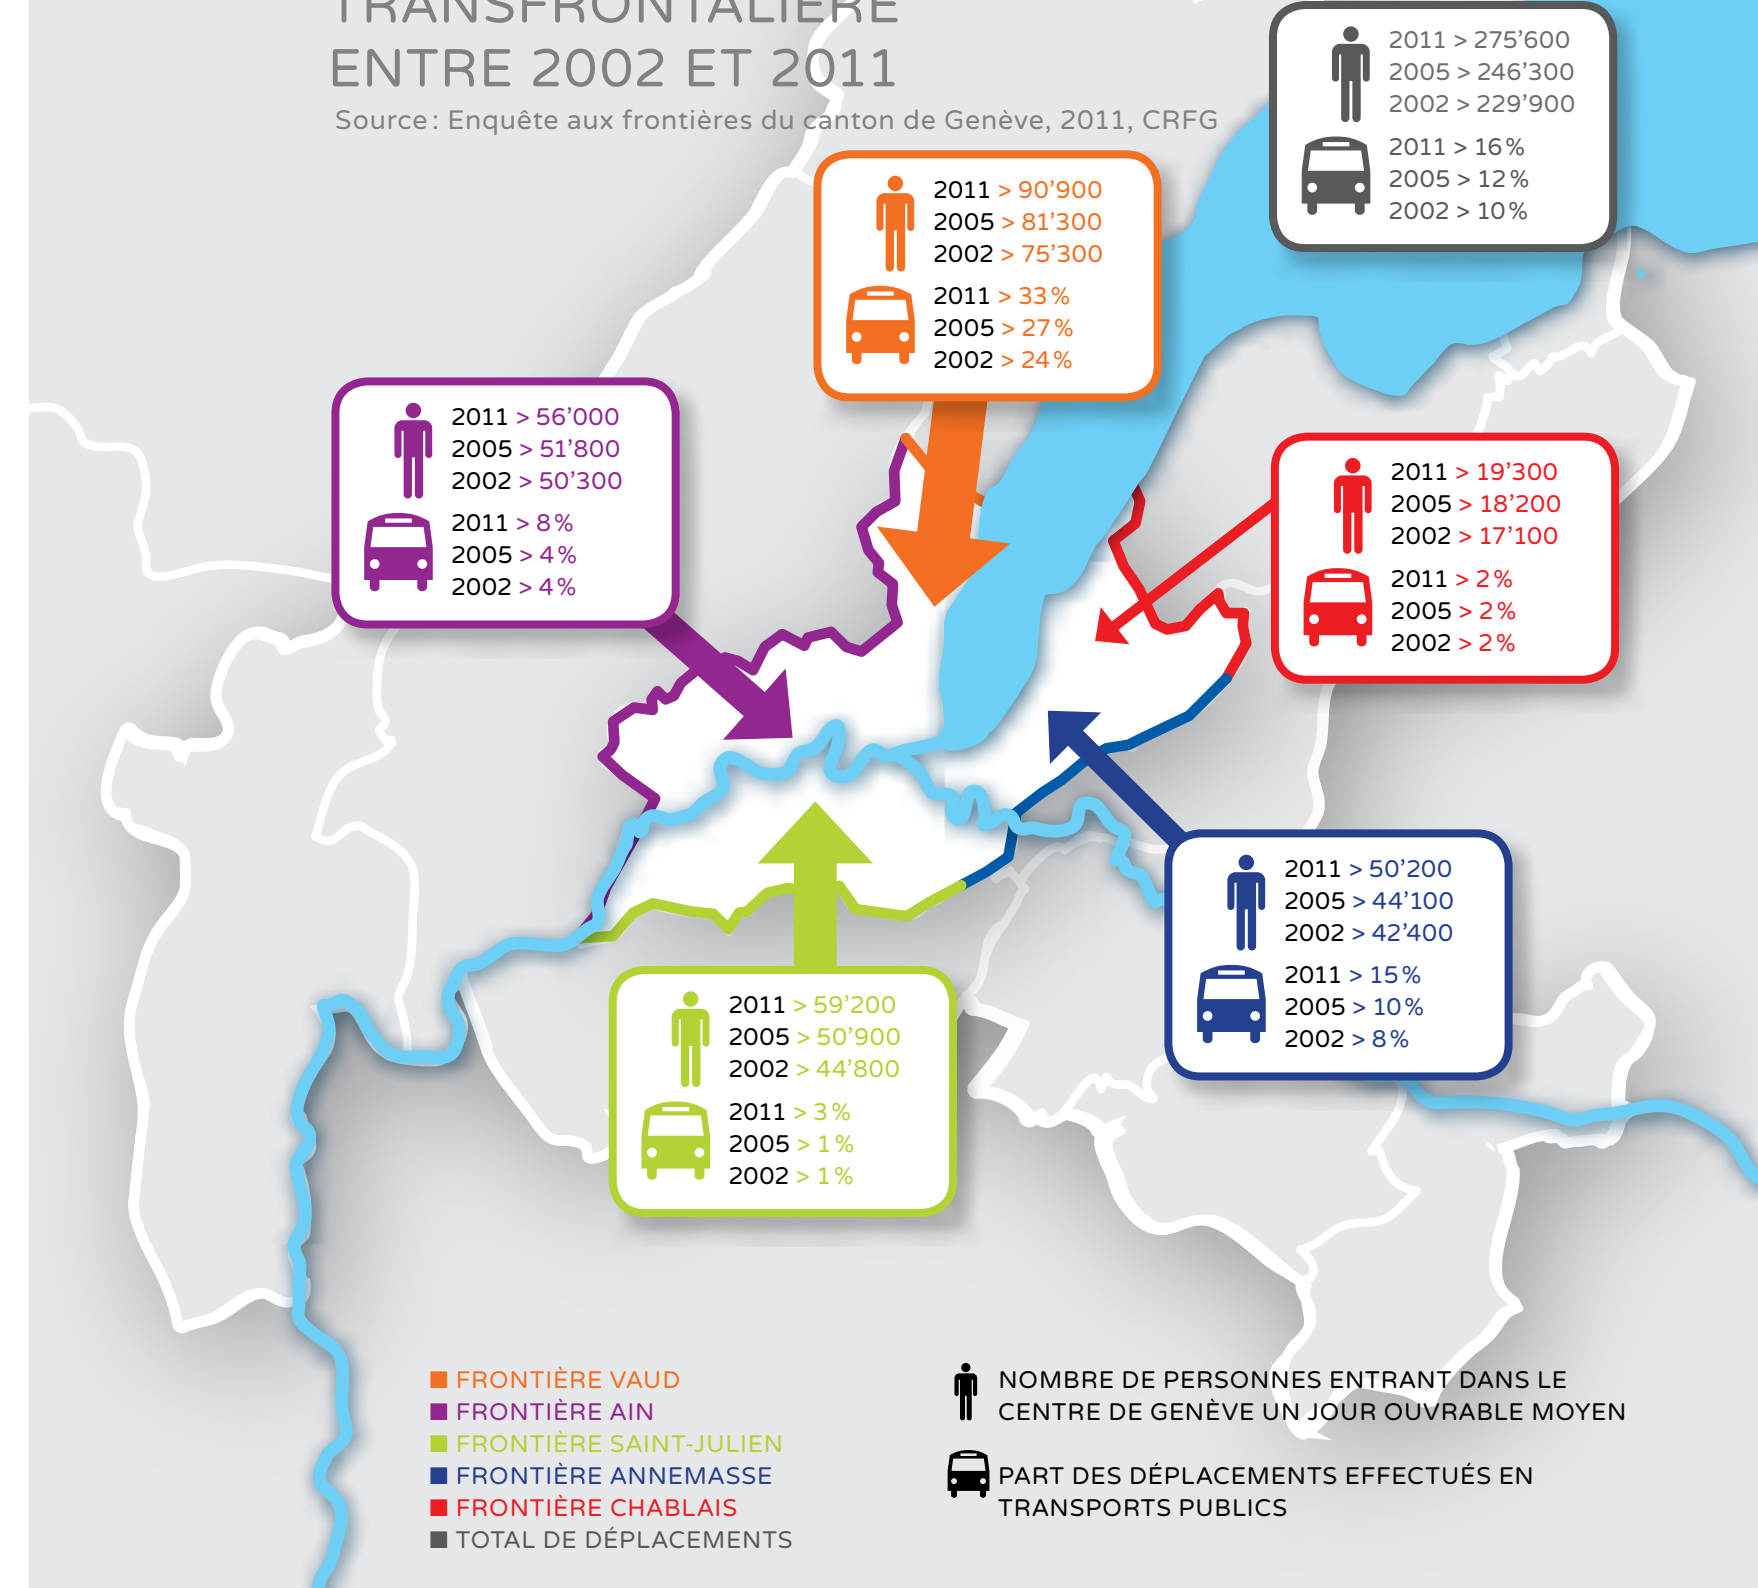 TRANSFRONTALIÈRE
ENTRE 2002 ET 2011
Source : Enquête aux frontières du canton de Genève, 2011, CRFG
2011 > 275’600
2005 > 246’300
2002 > 229’900
2011 > 16 %
2005 > 12 %
2002 > 10 %
2011 > 90’900
2005 > 81’300
2002 > 75’300
2011 > 33 %
2005 > 27 %
2002 > 24 %
2011 > 56’000
2005 > 51’800
2002 > 50’300
2011 > 8 %
2005 > 4 %
2002 > 4 %
2011 > 19’300
2005 > 18’200
2002 > 17’100
2011 > 2 %
2005 > 2 %
2002 > 2 %
2011 > 50’200
2005 > 44’100
2002 > 42’400
2011 > 15 %
2005 > 10 %
2002 > 8 %
2011 > 59’200
2005 > 50’900
2002 > 44’800
2011 > 3 %
2005 > 1 %
2002 > 1 %
FRONTIÈRE VAUD
FRONTIÈRE AIN
FRONTIÈRE SAINT-JULIEN
FRONTIÈRE ANNEMASSE
FRONTIÈRE CHABLAIS
TOTAL DE DÉPLACEMENTS
NOMBRE DE PERSONNES ENTRANT DANS LE
CENTRE DE GENÈVE UN JOUR OUVRABLE MOYEN
PART DES DÉPLACEMENTS EFFECTUÉS EN
TRANSPORTS PUBLICS